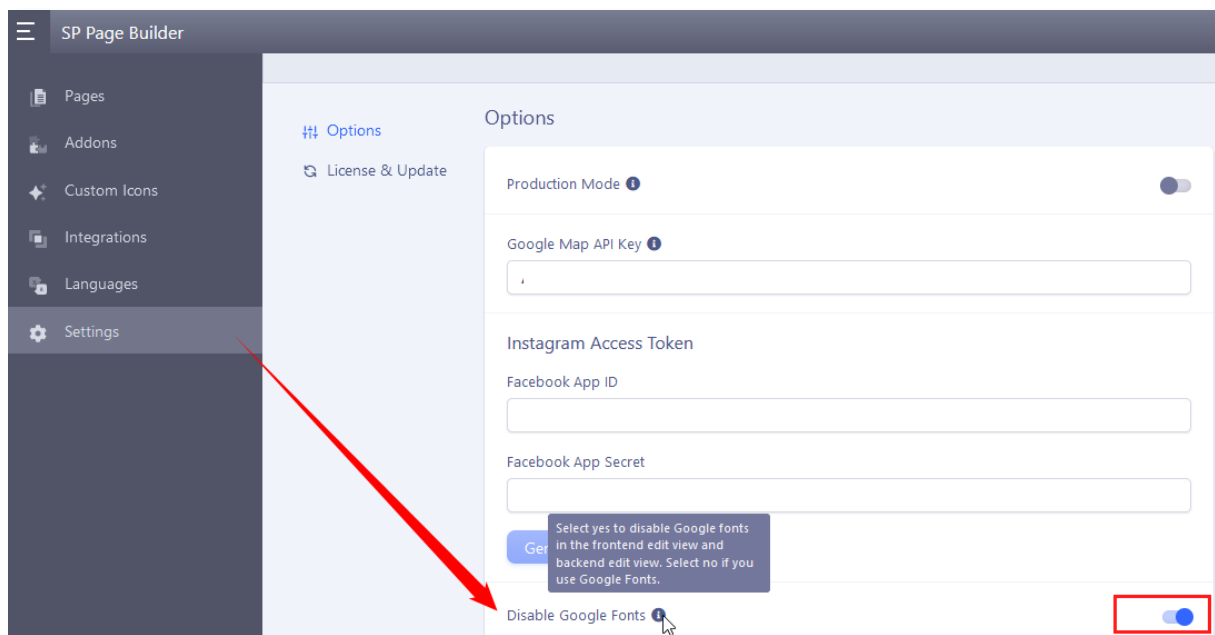 SP Page Builder
Pages
Addons
Custom Icons
Integrations
Languages
Settings
Options
License & Update
Options
Production Mode
Google Map API Key
Instagram Access Token
Facebook App ID
Facebook App Secret
Select yes to disable Google fonts
in the frontend edit view and
backend edit view. Select no if you
use Google Fonts.
Disable Google Fonts